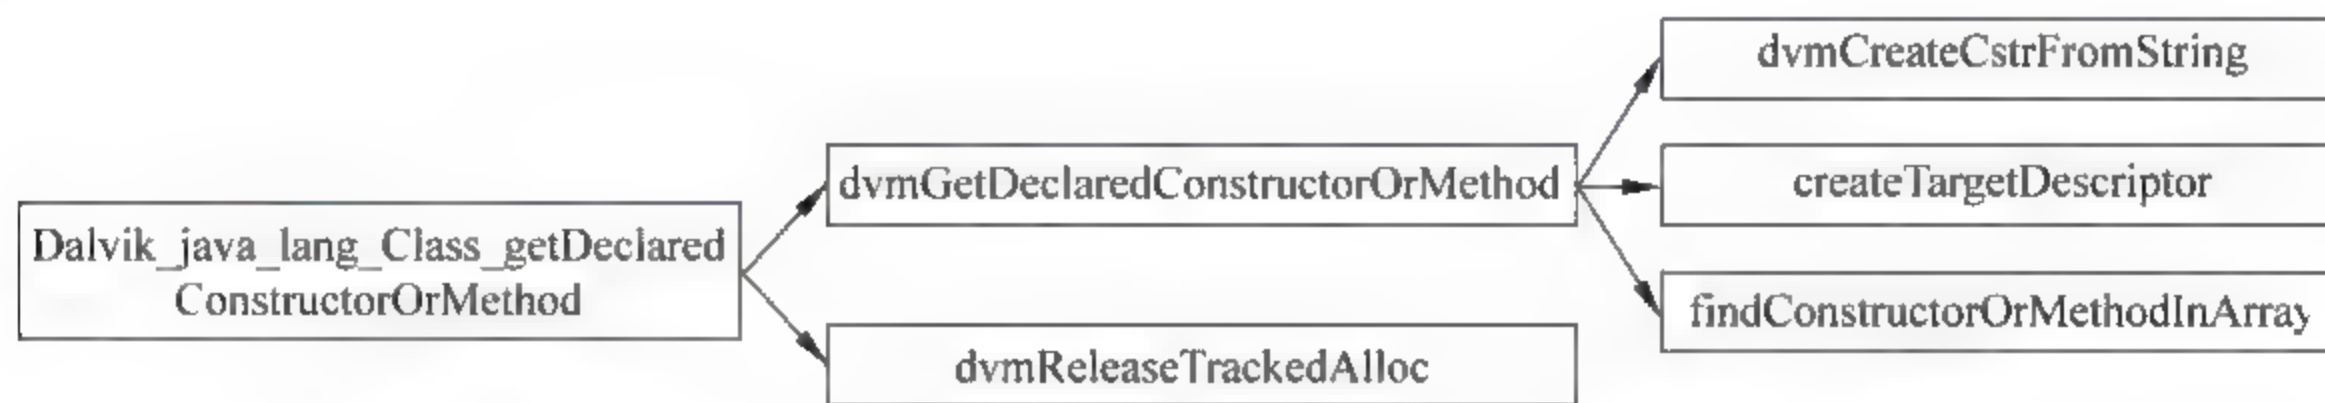 Dalvik_java_lang_Class_getDeclared
ConstructorOrMethod
dvmGetDeclaredConstructorOrMethod
dvmReleaseTrackedAlloc
dvmCreateCstrFromString
createTargetDescriptor
findConstructorOrMethodInArray